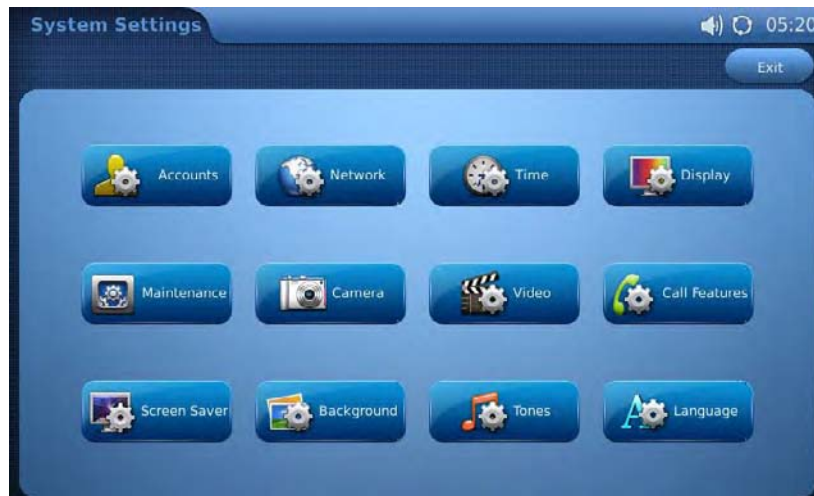 System Settings
05:20
Exit
Accounts
Network
Time
Display
Maintenance
Camera
Video
Call Features
Screen Saver
Background
Tones
Language